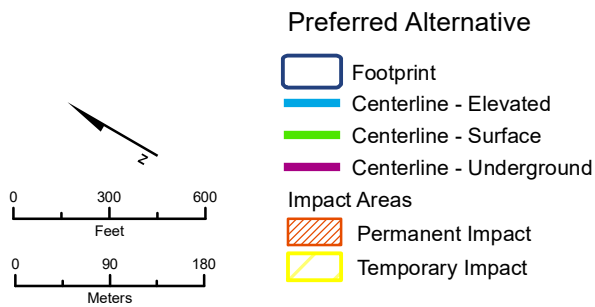 Preferred Alternative
Footprint
Centerline - Elevated
Centerline - Surface
Centerline - Underground
Impact Areas
Permanent Impact
Temporary Impact
N
0 300 600
Feet
0 90 180
Meters